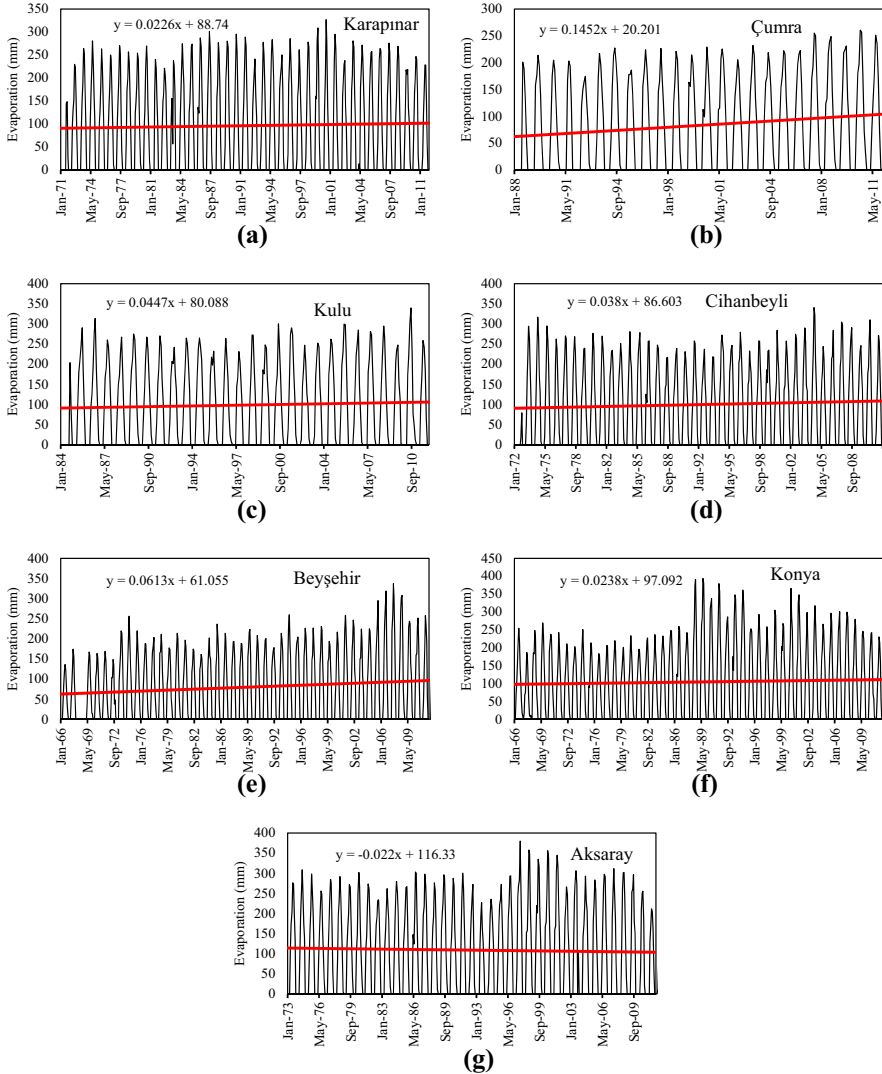 350
300
250
200
150
100
50
0
Evaporation (mm)
y = 0.0226x + 88.74
Karapınar
Jan-71
May-74
Sep-77
Jan-81
May-84
Sep-87
Jan-91
May-94
Sep-97
Jan-01
May-04
Sep-07
Jan-11
(a)
300
250
200
150
100
50
0
Evaporation (mm)
y = 0.1452x + 20.201
Çumra
Jan-88
May-91
Sep-94
Jan-98
May-01
Sep-04
Jan-08
May-11
(b)
400
350
300
250
200
150
100
50
0
Evaporation (mm)
y = 0.0447x + 80.088
Kulu
Jan-84
May-87
Sep-90
Jan-94
May-97
Sep-00
Jan-04
May-07
Sep-10
(c)
400
350
300
250
200
150
100
50
0
Evaporation (mm)
y = 0.038x + 86.603
Cihanbeyli
Jan-72
May-75
Sep-78
Jan-82
May-85
Sep-88
Jan-92
May-95
Sep-98
Jan-02
May-05
Sep-08
(d)
400
350
300
250
200
150
100
50
0
Evaporation (mm)
y = 0.0613x + 61.055
Beyşehir
Jan-66
May-69
Sep-72
Jan-76
May-79
Sep-82
Jan-86
May-89
Sep-92
Jan-96
May-99
Sep-02
Jan-06
May-09
(e)
450
400
350
300
250
200
150
100
50
0
Evaporation (mm)
y = 0.0238x + 97.092
Konya
Jan-66
May-69
Sep-72
Jan-76
May-79
Sep-82
Jan-86
May-89
Sep-92
Jan-96
May-99
Sep-02
Jan-06
May-09
(f)
400
350
300
250
200
150
100
50
0
Evaporation (mm)
y = -0.022x + 116.33
Aksaray
Jan-73
May-76
Sep-79
Jan-83
May-86
Sep-89
Jan-93
May-96
Sep-99
Jan-03
May-06
Sep-09
(g)